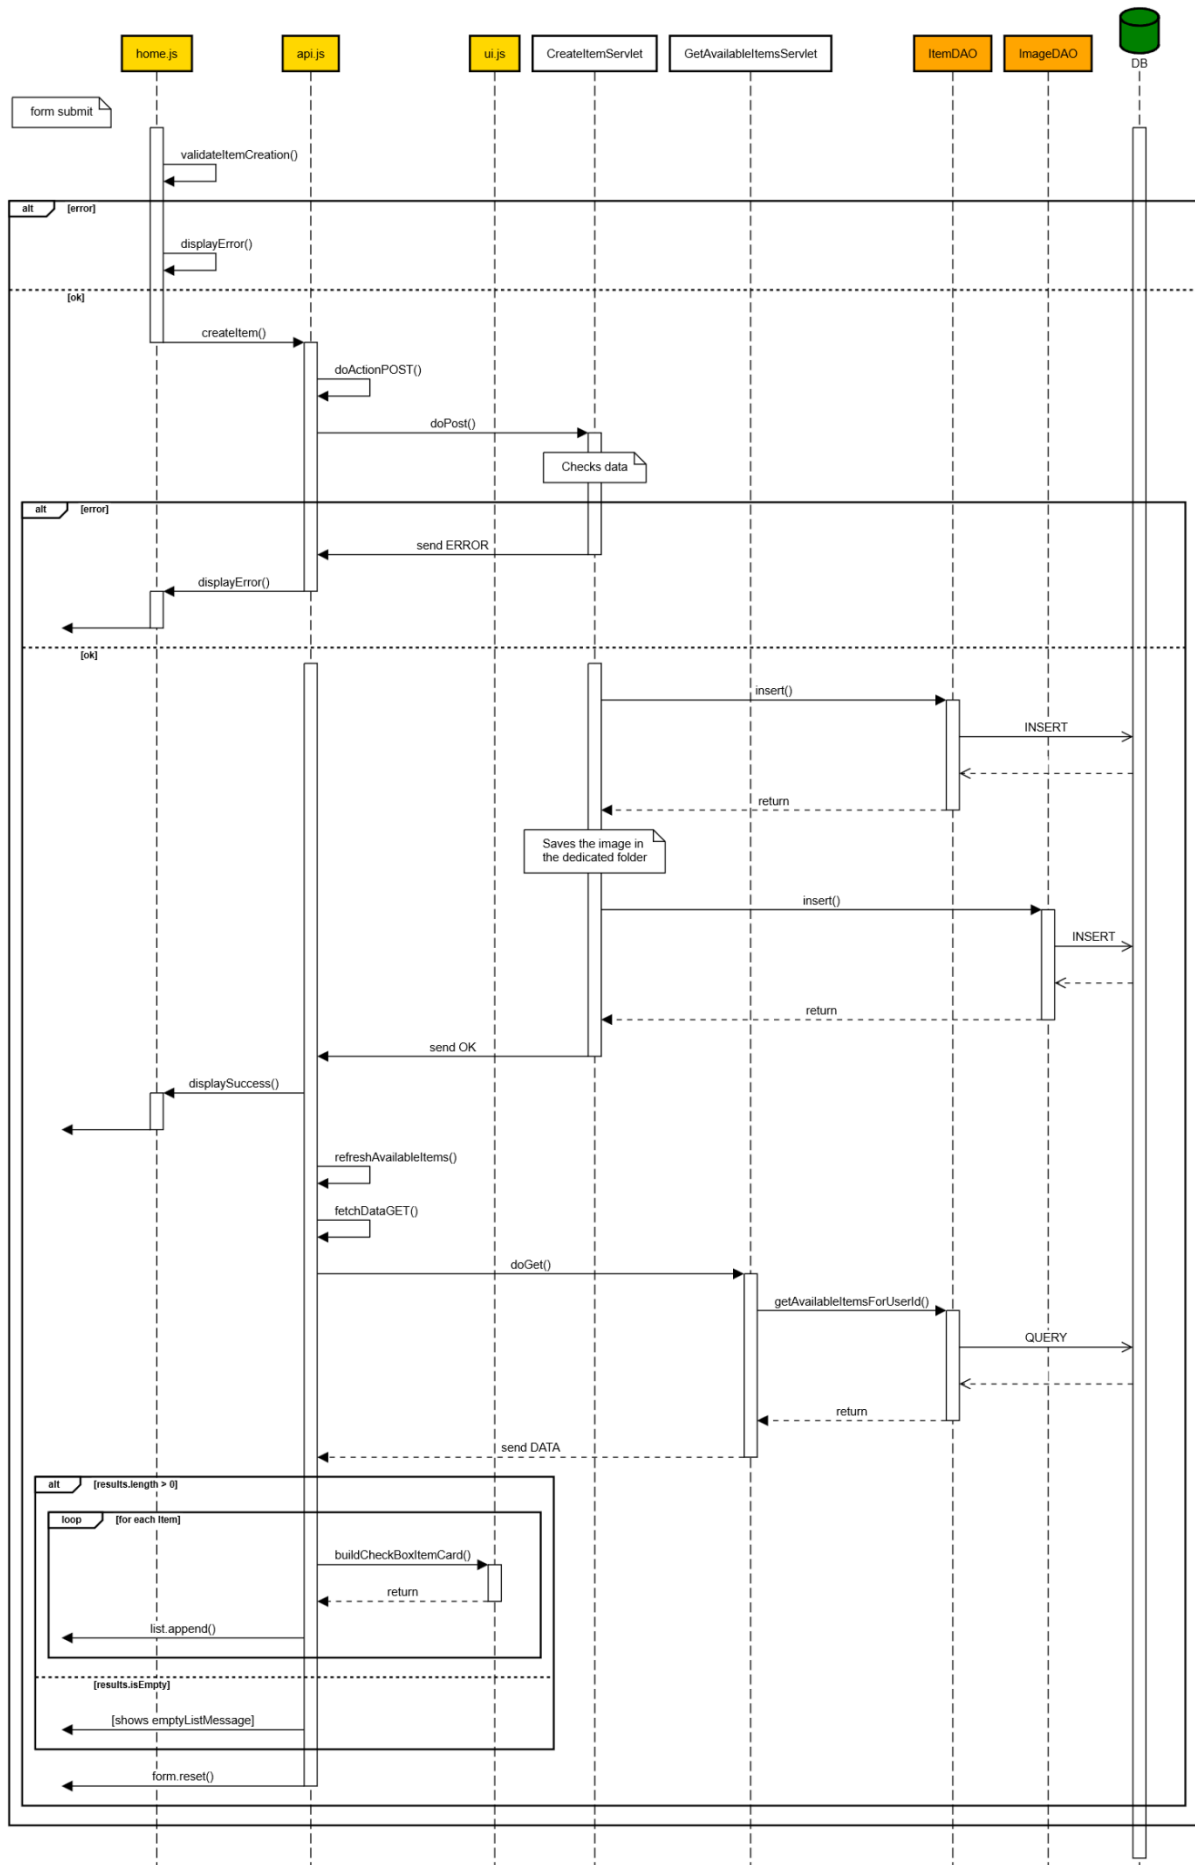 home.js
api.js
ui.js
CreateItemServlet
GetAvailableItemsServlet
ItemDAO
ImageDAO
DB
form submit
validateItemCreation()
alt
[error]
displayError()
[ok]
createItem()
doActionPOST()
doPost()
Checks data
alt
[error]
send ERROR
displayError()
[ok]
insert()
INSERT
return
Saves the image in
the dedicated folder
insert()
INSERT
return
send OK
displaySuccess()
refreshAvailableItems()
fetchDataGET()
doGet()
getAvailableItemsForUserId()
QUERY
return
send DATA
alt
[results.length > 0]
loop
[for each Item]
buildCheckBoxItemCard()
return
list.append()
[results.isEmpty]
[shows emptyListMessage]
form.reset()